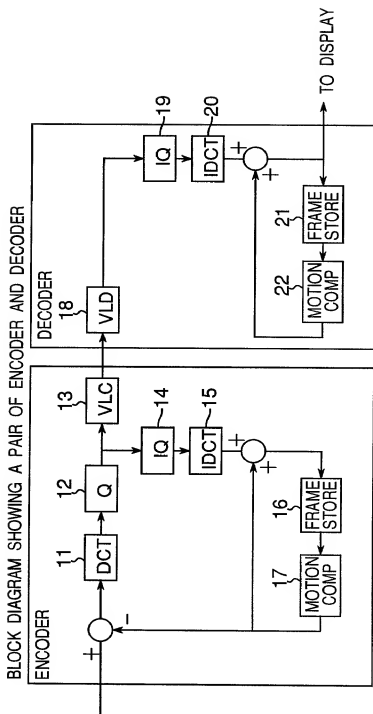 BLOCK DIAGRAM SHOWING A PAIR OF ENCODER AND DECODER
ENCODER
+
-
11
DCT
12
Q
13
VLC
14
IQ
15
IDCT
+
+
16
FRAME
STORE
17
MOTION
COMP
DECODER
18
VLD
19
IQ
20
IDCT
+
+
21
FRAME
STORE
22
MOTION
COMP
TO DISPLAY